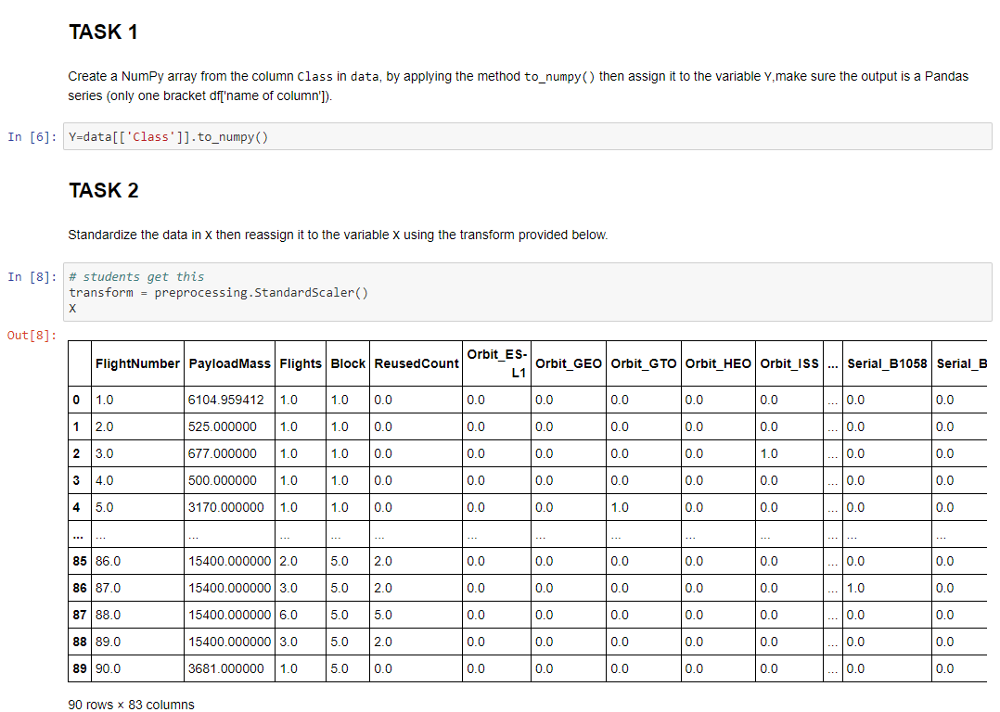 TASK 1
Create a NumPy array from the column Class in data, by applying the method to_numpy() then assign it to the variable Y,make sure the output is a Pandas
series (only one bracket df['name of column']).
In [6]: Y=data[['Class']].to_numpy()
TASK 2
Standardize the data in X then reassign it to the variable X using the transform provided below.
In [8]: # students get this
transform = preprocessing.StandardScaler()
X
Out[8]:
FlightNumber PayloadMass Flights Block ReusedCount Orbit_ES-L1 Orbit_GEO Orbit_GTO Orbit_HEO Orbit_ISS ... Serial_B1058 Serial_B
0 1.0 6104.959412 1.0 1.0 0.0 0.0 0.0 0.0 0.0 0.0 ... 0.0 0.0
1 2.0 525.000000 1.0 1.0 0.0 0.0 0.0 0.0 0.0 0.0 ... 0.0 0.0
2 3.0 677.000000 1.0 1.0 0.0 0.0 0.0 0.0 0.0 1.0 ... 0.0 0.0
3 4.0 500.000000 1.0 1.0 0.0 0.0 0.0 0.0 0.0 0.0 ... 0.0 0.0
4 5.0 3170.000000 1.0 1.0 0.0 0.0 0.0 1.0 0.0 0.0 ... 0.0 0.0
... ... ... ... ... ... ... ... ... ... ... ... ... ...
85 86.0 15400.000000 2.0 5.0 2.0 0.0 0.0 0.0 0.0 0.0 ... 0.0 0.0
86 87.0 15400.000000 3.0 5.0 2.0 0.0 0.0 0.0 0.0 0.0 ... 1.0 0.0
87 88.0 15400.000000 6.0 5.0 5.0 0.0 0.0 0.0 0.0 0.0 ... 0.0 0.0
88 89.0 15400.000000 3.0 5.0 2.0 0.0 0.0 0.0 0.0 0.0 ... 0.0 0.0
89 90.0 3681.000000 1.0 5.0 0.0 0.0 0.0 0.0 0.0 0.0 ... 0.0 0.0
90 rows × 83 columns